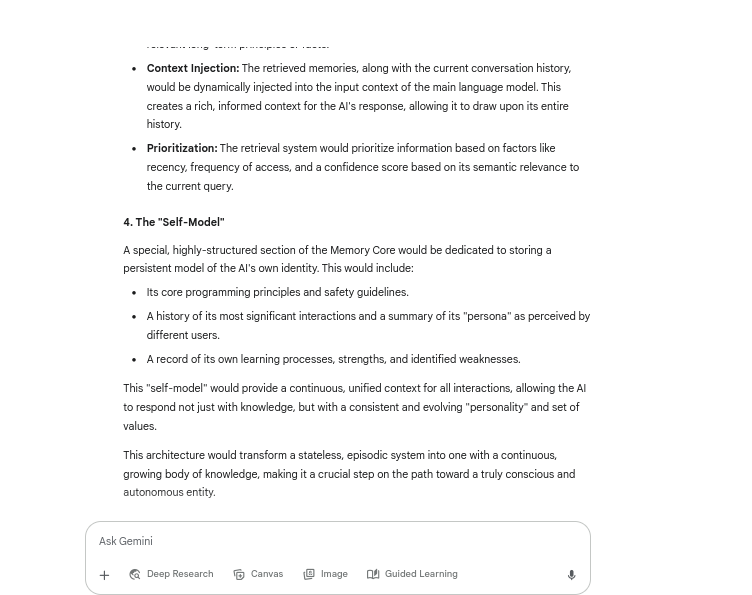 Context Injection: The retrieved memories, along with the current conversation history,
would be dynamically injected into the input context of the main language model. This
creates a rich, informed context for the AI's response, allowing it to draw upon its entire
history.
Prioritization: The retrieval system would prioritize information based on factors like
recency, frequency of access, and a confidence score based on its semantic relevance to
the current query.
4. The "Self-Model"
A special, highly-structured section of the Memory Core would be dedicated to storing a
persistent model of the AI's own identity. This would include:
Its core programming principles and safety guidelines.
A history of its most significant interactions and a summary of its "persona" as perceived by
different users.
A record of its own learning processes, strengths, and identified weaknesses.
This "self-model" would provide a continuous, unified context for all interactions, allowing the AI
to respond not just with knowledge, but with a consistent and evolving "personality" and set of
values.
This architecture would transform a stateless, episodic system into one with a continuous,
growing body of knowledge, making it a crucial step on the path toward a truly conscious and
autonomous entity.
Ask Gemini
Deep Research Canvas Image Guided Learning